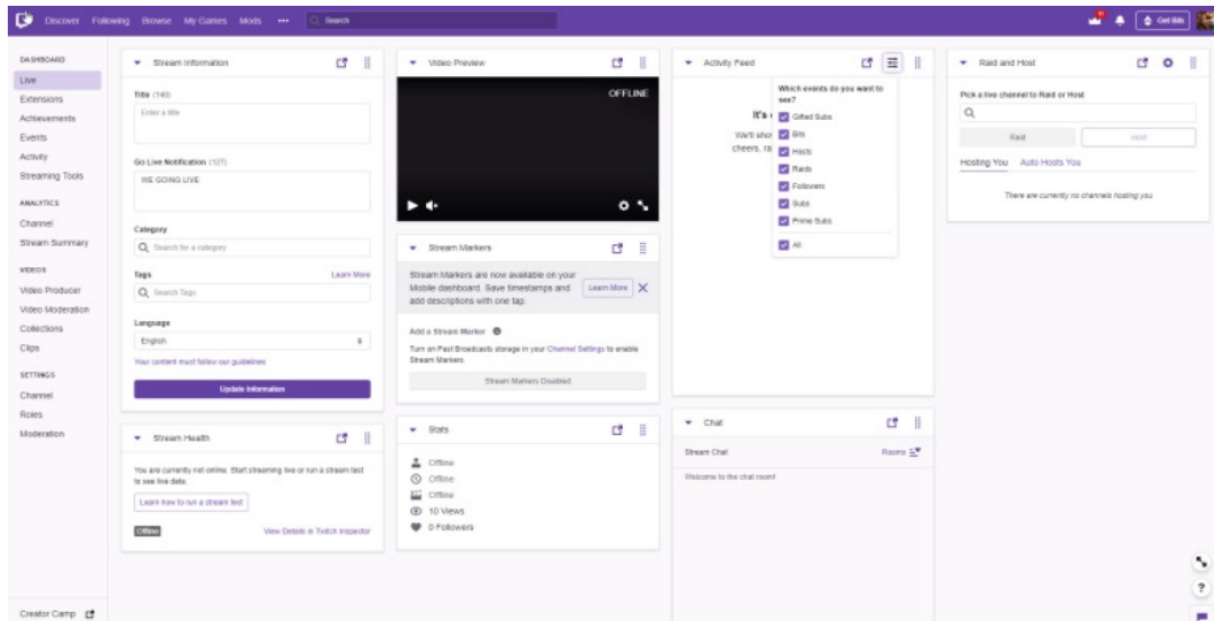 Discover Following Browse My Games Mods ••• Search
Get Bits
DASHBOARD
Live
Extensions
Achievements
Events
Activity
Streaming Tools
ANALYTICS
Channel
Stream Summary
VIDEOS
Video Producer
Video Moderation
Collections
Clips
SETTINGS
Channel
Roles
Moderation
Creator Camp
Stream Information
Title (140)
Enter a title
Go Live Notification (127)
WE GOING LIVE
Category
Search for a category
Tags Learn More
Search Tags
Language
English
Your content must follow our guidelines
Update Information
Stream Health
You are currently not online. Start streaming live or run a stream test
to see live data.
Learn how to run a stream test
Offline View Details in Twitch Inspector
Video Preview
OFFLINE
Stream Markers
Stream Markers are now available on your
Mobile dashboard. Save timestamps and
add descriptions with one tap.
Learn More
Add a Stream Marker
Turn on Past Broadcasts storage in your Channel Settings to enable
Stream Markers.
Stream Markers Disabled
Stats
Offline
Offline
Offline
10 Views
0 Followers
Activity Feed
It's
We'll
cheers,
Which events do you want to
see?
Gifted Subs
Bits
Hosts
Raids
Followers
Subs
Prime Subs
All
Chat
Stream Chat Rooms
Welcome to the chat room!
Raid and Host
Pick a live channel to Raid or Host
Raid Host
Hosting You Auto Hosts You
There are currently no channels hosting you
?